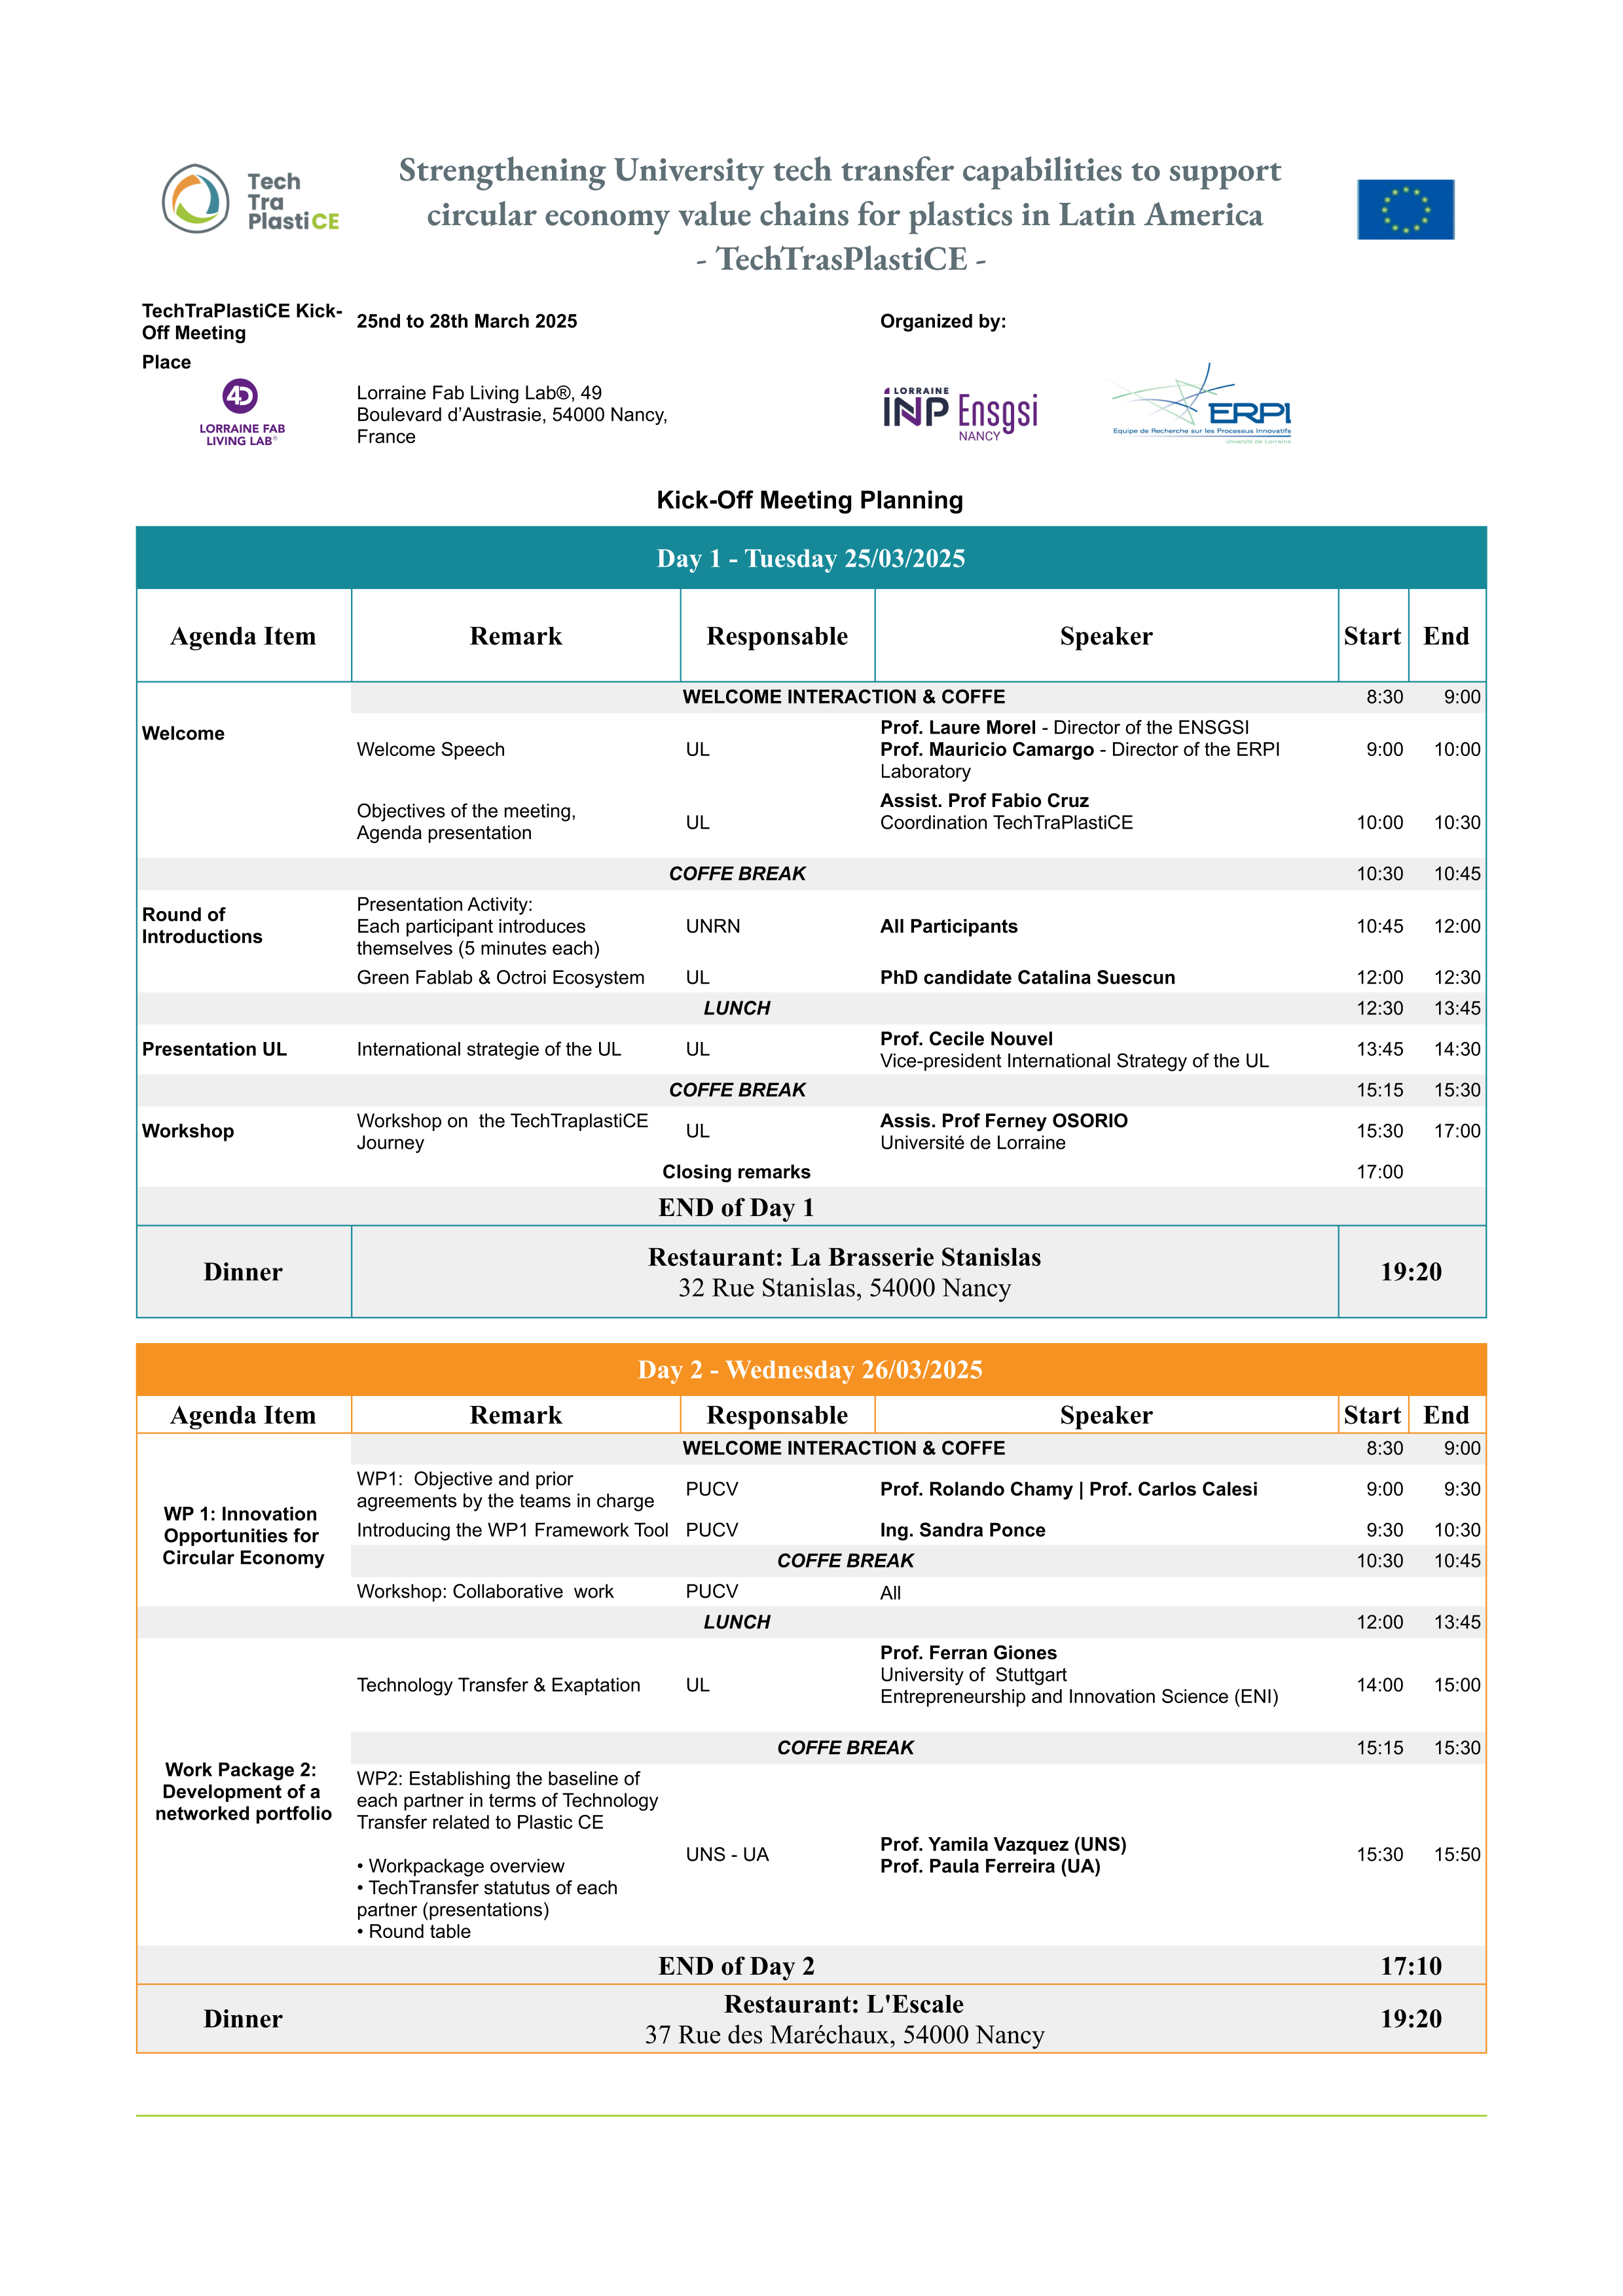 Tech
Tra
PlastiCE
Strengthening University tech transfer capabilities to support
circular economy value chains for plastics in Latin America
- TechTrasPlastiCE -
TechTraPlastiCE Kick-
Off Meeting
25nd to 28th March 2025
Organized by:
Place
4D
LORRAINE FAB
LIVING LAB®
Lorraine Fab Living Lab®, 49
Boulevard d’Austrasie, 54000 Nancy,
France
LORRAINE
INP Ensgsi
NANCY
ERPI
Equipe de Recherche sur les Processus Innovatifs
Université de Lorraine
Kick-Off Meeting Planning
Day 1 - Tuesday 25/03/2025
Agenda Item Remark Responsable Speaker Start End
WELCOME INTERACTION & COFFE 8:30 9:00
Welcome
Welcome Speech UL
Prof. Laure Morel - Director of the ENSGSI
Prof. Mauricio Camargo - Director of the ERPI
Laboratory
9:00 10:00
Objectives of the meeting,
Agenda presentation
UL
Assist. Prof Fabio Cruz
Coordination TechTraPlastiCE
10:00 10:30
COFFE BREAK 10:30 10:45
Round of
Introductions
Presentation Activity:
Each participant introduces
themselves (5 minutes each)
UNRN All Participants 10:45 12:00
Green Fablab & Octroi Ecosystem UL PhD candidate Catalina Suescun 12:00 12:30
LUNCH 12:30 13:45
Presentation UL International strategie of the UL UL
Prof. Cecile Nouvel
Vice-president International Strategy of the UL
13:45 14:30
COFFE BREAK 15:15 15:30
Workshop
Workshop on  the TechTraplastiCE
Journey
UL
Assis. Prof Ferney OSORIO
Université de Lorraine
15:30 17:00
Closing remarks 17:00
END of Day 1
Dinner
Restaurant: La Brasserie Stanislas
32 Rue Stanislas, 54000 Nancy
19:20
Day 2 - Wednesday 26/03/2025
Agenda Item Remark Responsable Speaker Start End
WELCOME INTERACTION & COFFE 8:30 9:00
WP 1: Innovation
Opportunities for
Circular Economy
WP1:  Objective and prior
agreements by the teams in charge
PUCV Prof. Rolando Chamy | Prof. Carlos Calesi 9:00 9:30
Introducing the WP1 Framework Tool PUCV Ing. Sandra Ponce 9:30 10:30
COFFE BREAK 10:30 10:45
Workshop: Collaborative  work PUCV All
LUNCH 12:00 13:45
Work Package 2:
Development of a
networked portfolio
Technology Transfer & Exaptation UL
Prof. Ferran Giones
University of  Stuttgart
Entrepreneurship and Innovation Science (ENI)
14:00 15:00
COFFE BREAK 15:15 15:30
WP2: Establishing the baseline of
each partner in terms of Technology
Transfer related to Plastic CE
• Workpackage overview
• TechTransfer statutus of each
partner (presentations)
• Round table
UNS - UA
Prof. Yamila Vazquez (UNS)
Prof. Paula Ferreira (UA)
15:30 15:50
END of Day 2 17:10
Dinner
Restaurant: L'Escale
37 Rue des Maréchaux, 54000 Nancy
19:20